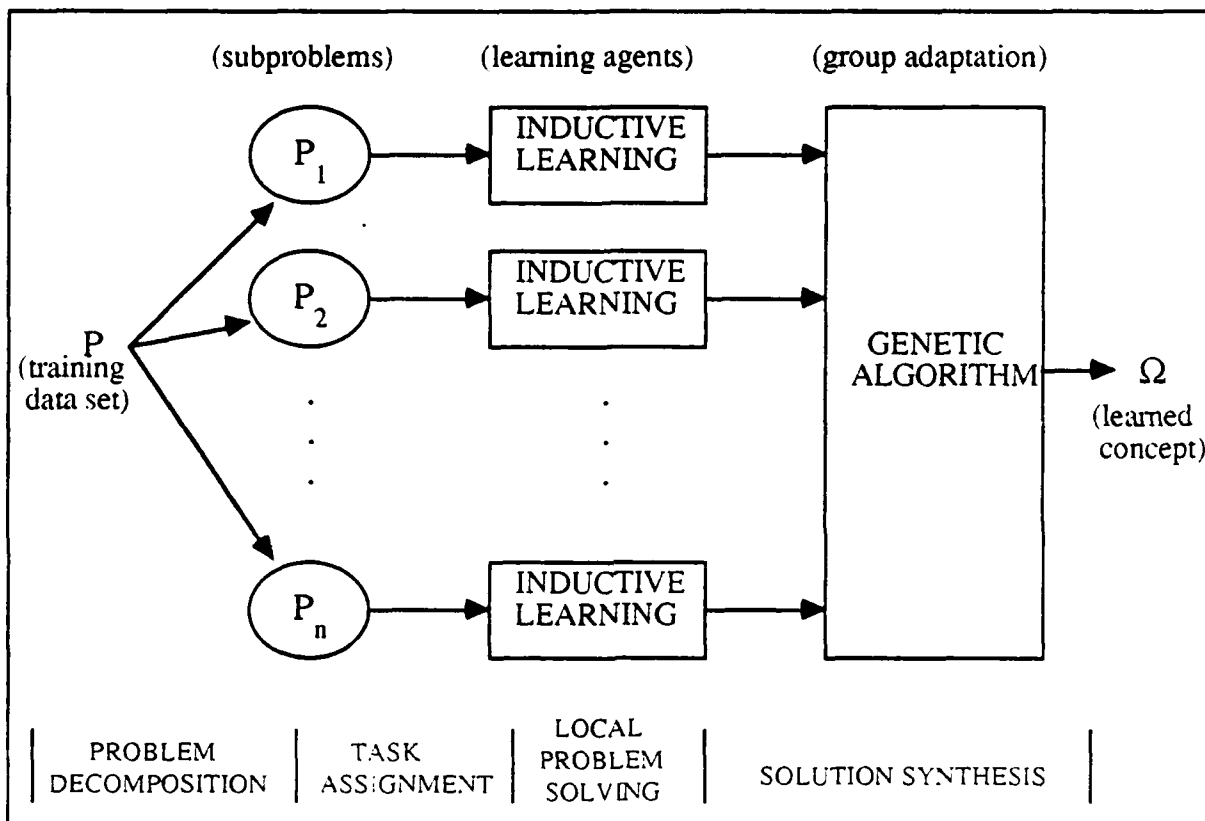 (subproblems) (learning agents) (group adaptation)
P1
INDUCTIVE
LEARNING
P2
INDUCTIVE
LEARNING
P
(training
data set)
GENETIC
ALGORITHM
Ω
(learned
concept)
Pn
INDUCTIVE
LEARNING
PROBLEM
DECOMPOSITION
TASK
ASSIGNMENT
LOCAL
PROBLEM
SOLVING
SOLUTION SYNTHESIS